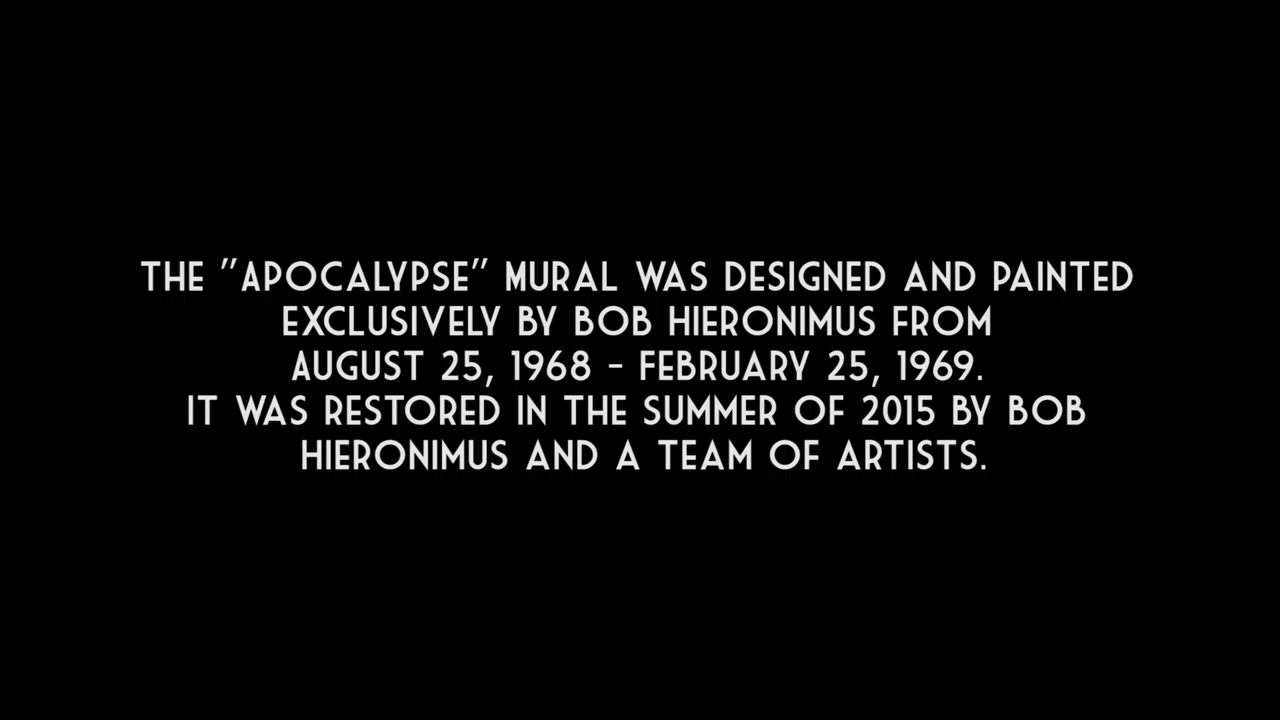 THE "APOCALYPSE" MURAL WAS DESIGNED AND PAINTED
EXCLUSIVELY BY BOB HIERONIMUS FROM
AUGUST 25, 1968 - FEBRUARY 25, 1969.
IT WAS RESTORED IN THE SUMMER OF 2015 BY BOB
HIERONIMUS AND A TEAM OF ARTISTS.